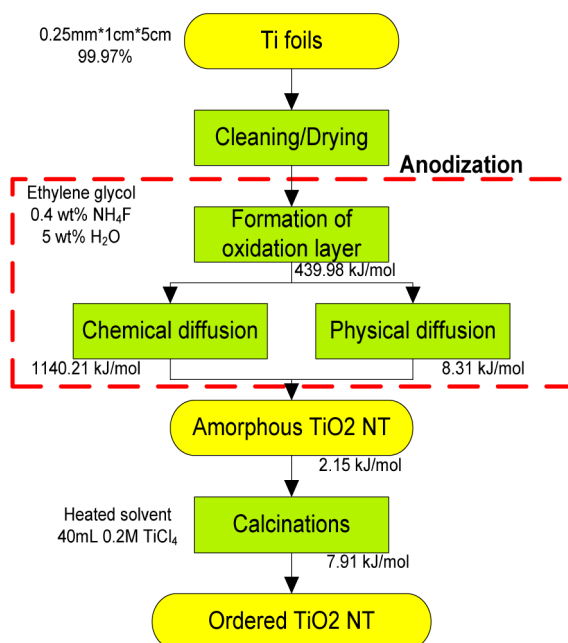 0.25mm*1cm*5cm
99.97%
Ti foils
Cleaning/Drying
Anodization
Ethylene glycol
0.4 wt% NH₄F
5 wt% H₂O
Formation of
oxidation layer
439.98 kJ/mol
Chemical diffusion
Physical diffusion
1140.21 kJ/mol
8.31 kJ/mol
Amorphous TiO2 NT
2.15 kJ/mol
Heated solvent
40mL 0.2M TiCl₄
Calcinations
7.91 kJ/mol
Ordered TiO2 NT